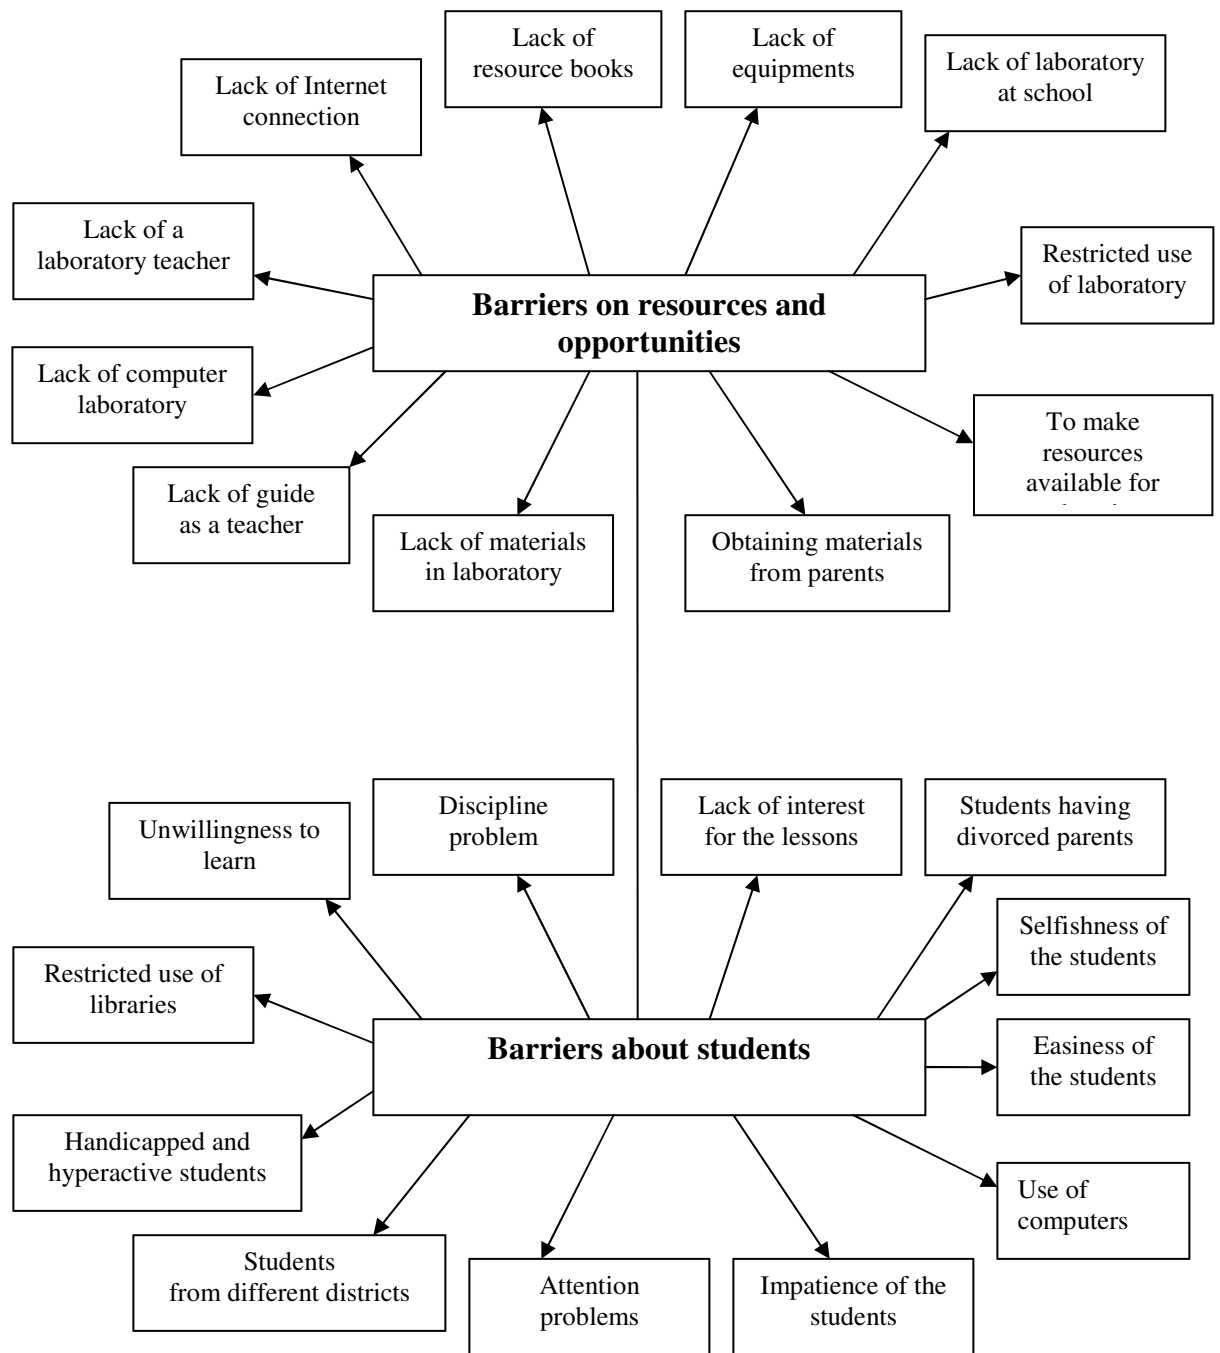 Lack of
resource books
Lack of
equipments
Lack of laboratory
at school
Lack of Internet
connection
Lack of a
laboratory teacher
Restricted use
of laboratory
Barriers on resources and
opportunities
Lack of computer
laboratory
To make
resources
available for
Lack of guide
as a teacher
Lack of materials
in laboratory
Obtaining materials
from parents
Discipline
problem
Lack of interest
for the lessons
Students having
divorced parents
Unwillingness to
learn
Selfishness of
the students
Restricted use of
libraries
Barriers about students
Easiness of
the students
Handicapped and
hyperactive students
Use of
computers
Students
from different districts
Attention
problems
Impatience of the
students